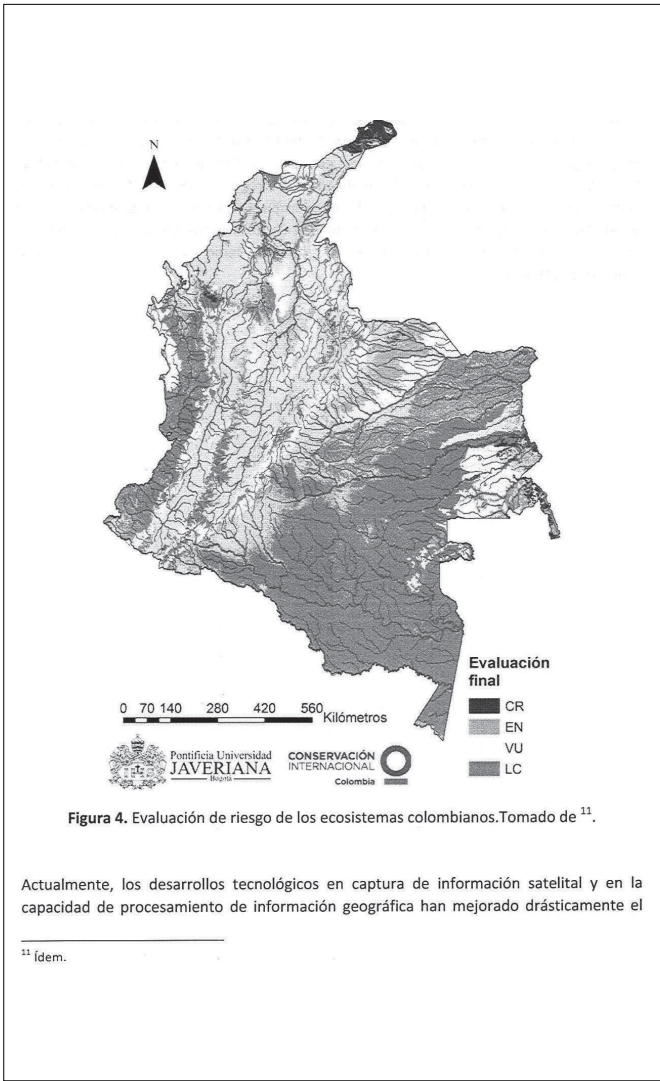 N
Evaluación
final
CR
EN
VU
LC
0 70 140 280 420 560
Kilómetros
Pontificia Universidad
JAVERIANA
Bogotá
CONSERVACIÓN
INTERNACIONAL
Colombia
Figura 4. Evaluación de riesgo de los ecosistemas colombianos.Tomado de 11.
Actualmente, los desarrollos tecnológicos en captura de información satelital y en la
capacidad de procesamiento de información geográfica han mejorado drásticamente el
11 Ídem.